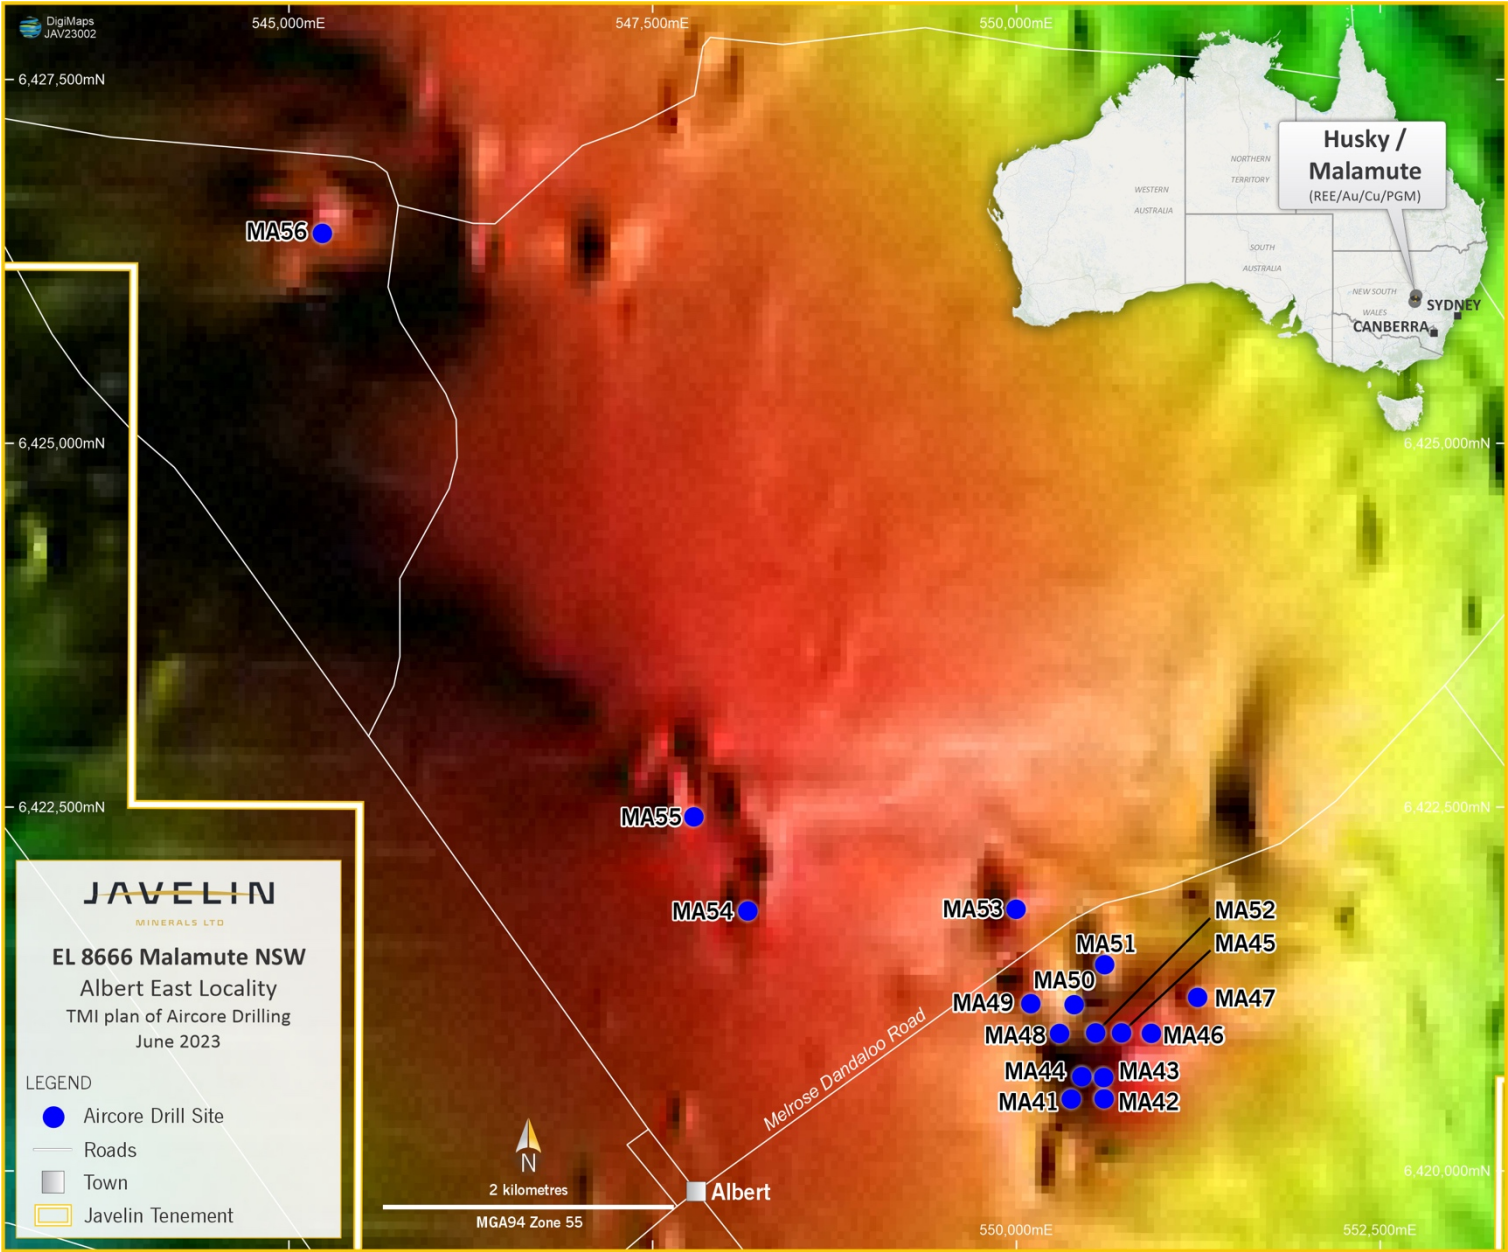 DigiMaps
JAV23002
545,000mE
547,500mE
550,000mE
6,427,500mN
Husky /
Malamute
(REE/Au/Cu/PGM)
NORTHERN
TERRITORY
WESTERN
AUSTRALIA
SOUTH
AUSTRALIA
NEW SOUTH
WALES
SYDNEY
CANBERRA
MA56
6,425,000mN
6,425,000mN
6,422,500mN
6,422,500mN
MA55
MA54
MA53
MA52
MA51
MA45
MA50
MA49
MA47
MA48
MA46
MA44
MA43
MA41
MA42
Melrose Dandaloo Road
JAVELIN
MINERALS LTD
EL 8666 Malamute NSW
Albert East Locality
TMI plan of Aircore Drilling
June 2023
LEGEND
Aircore Drill Site
Roads
Town
Javelin Tenement
N
2 kilometres
MGA94 Zone 55
Albert
6,420,000mN
550,000mE
552,500mE